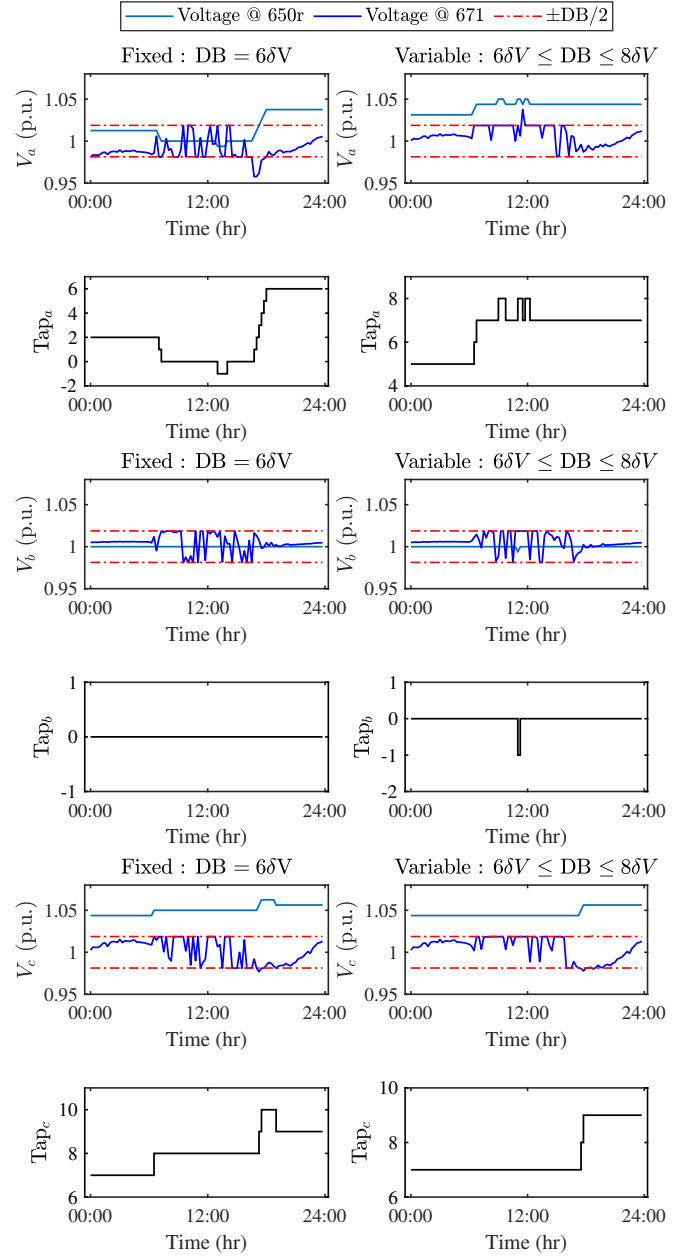 Voltage @ 650r Voltage @ 671 ±DB/2
Fixed : DB = 6δV Variable : 6δV ≤ DB ≤ 8δV
V_a (p.u.) 1.05 1 0.95 V_a (p.u.) 1.05 1 0.95
00:00 12:00 24:00 00:00 12:00 24:00
Time (hr) Time (hr)
Tap_a 6 4 2 0 -2 Tap_a 8 6 4
00:00 12:00 24:00 00:00 12:00 24:00
Time (hr) Time (hr)
Fixed : DB = 6δV Variable : 6δV ≤ DB ≤ 8δV
V_b (p.u.) 1.05 1 0.95 V_b (p.u.) 1.05 1 0.95
00:00 12:00 24:00 00:00 12:00 24:00
Time (hr) Time (hr)
Tap_b 1 0 -1 Tap_b 1 0 -1 -2
00:00 12:00 24:00 00:00 12:00 24:00
Time (hr) Time (hr)
Fixed : DB = 6δV Variable : 6δV ≤ DB ≤ 8δV
V_c (p.u.) 1.05 1 0.95 V_c (p.u.) 1.05 1 0.95
00:00 12:00 24:00 00:00 12:00 24:00
Time (hr) Time (hr)
Tap_c 10 8 6 Tap_c 10 9 8 7 6
00:00 12:00 24:00 00:00 12:00 24:00
Time (hr) Time (hr)